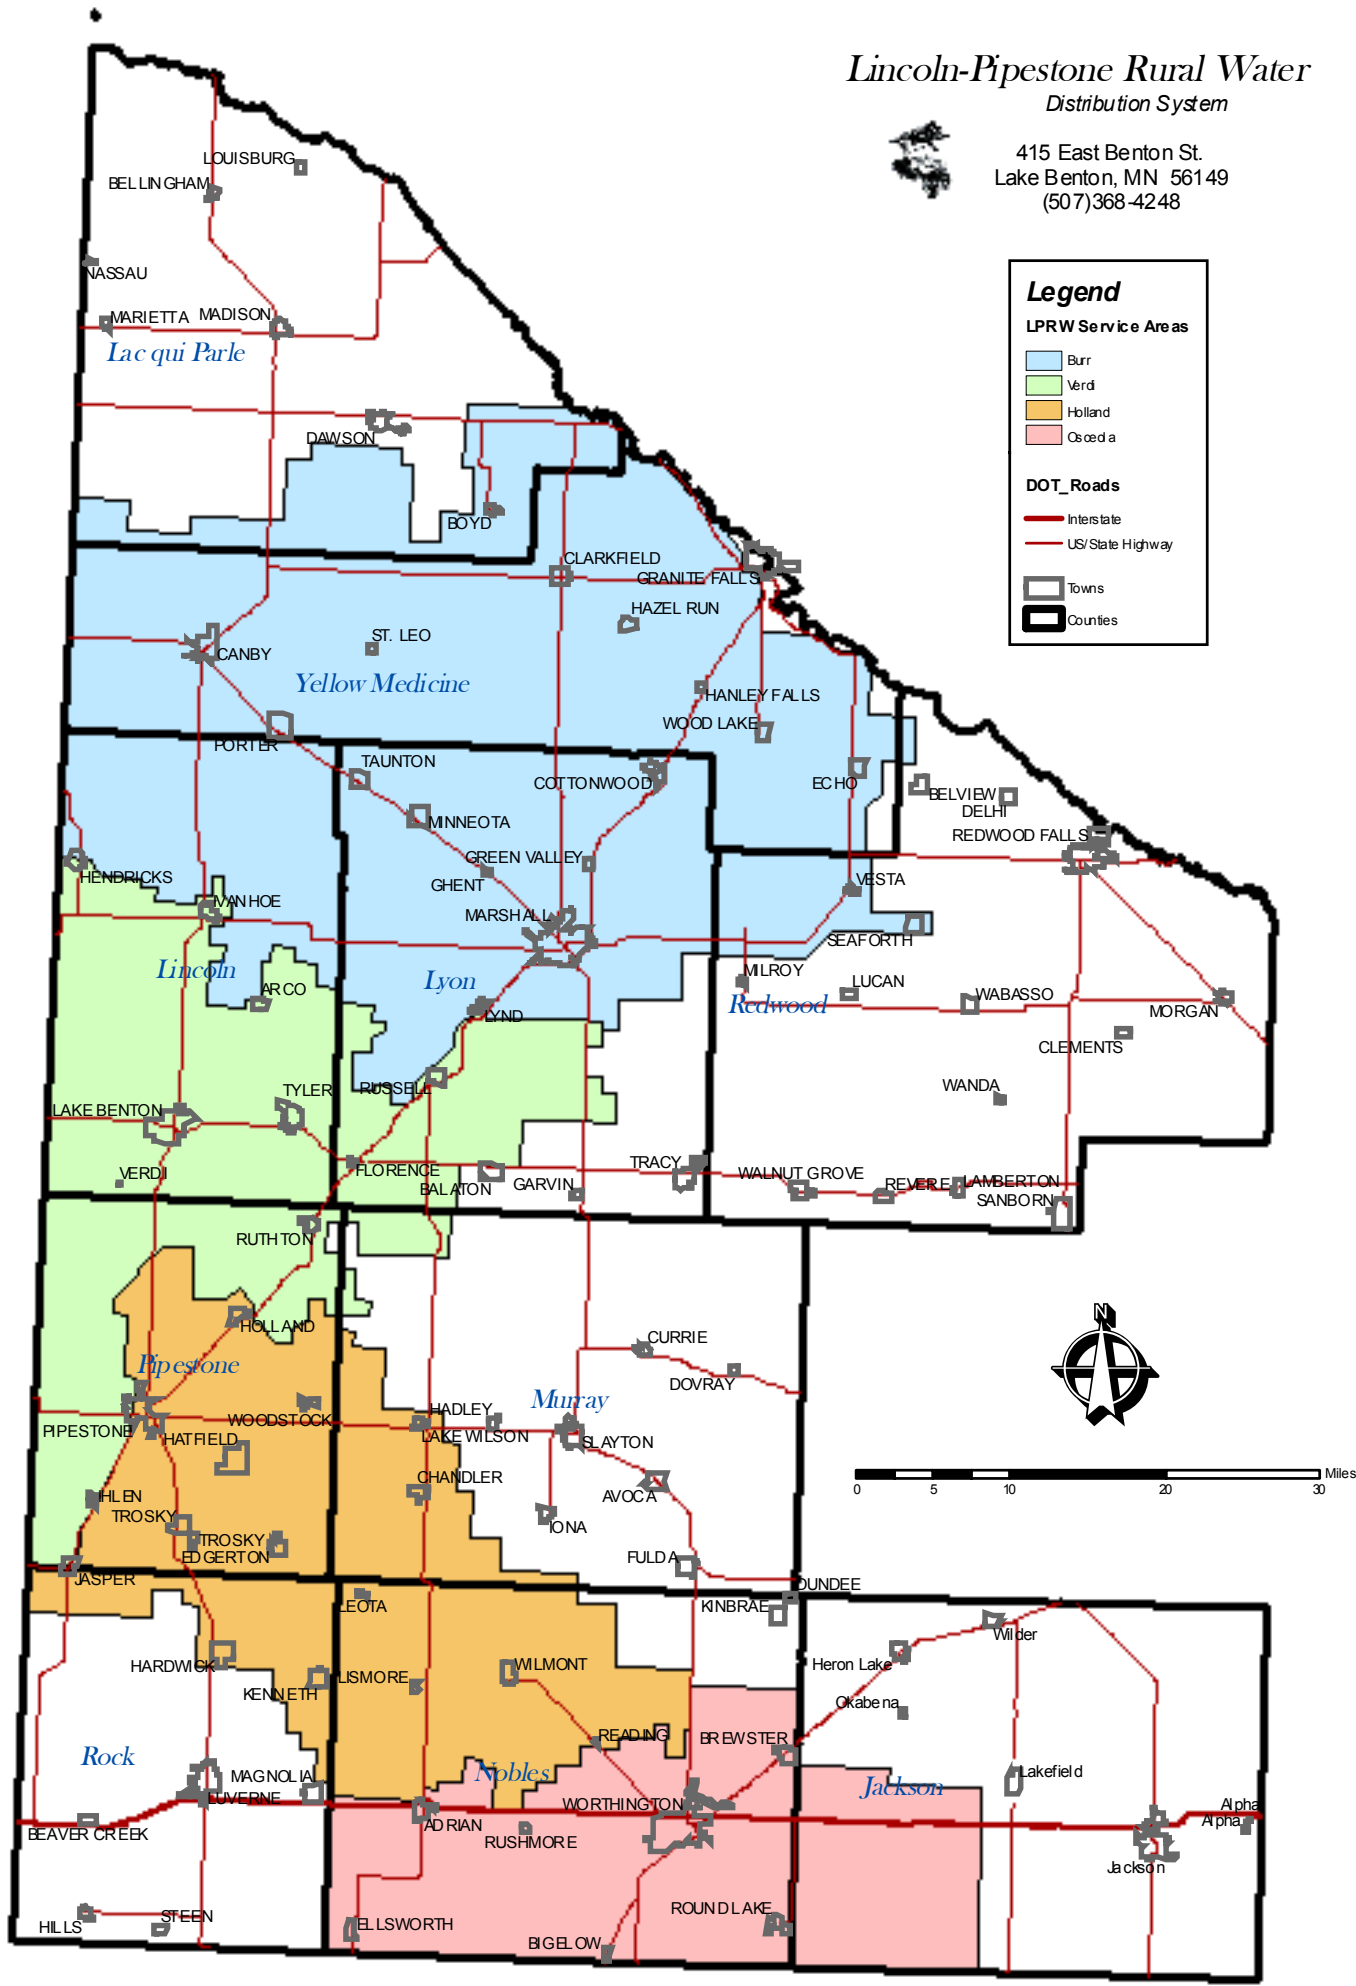 Lincoln-Pipestone Rural Water
Distribution System
415 East Benton St.
Lake Benton, MN 56149
(507)368-4248
Legend
LPRW Service Areas
Burr
Verdi
Holland
Osceola
DOT_Roads
Interstate
US/State Highway
Towns
Counties
LOUISBURG
BELLINGHAM
NASSAU
MARIETTA
MADISON
Lac qui Parle
DAWSON
BOYD
CLARKFIELD
GRANITE FALLS
HAZEL RUN
ST. LEO
CANBY
Yellow Medicine
HANLEY FALLS
WOOD LAKE
PORTER
TAUNTON
COTTONWOOD
ECHO
BELVIEW
DELHI
MINNEOTA
REDWOOD FALLS
GREEN VALLEY
HENDRICKS
GHENT
VESTA
IVANHOE
MARSHALL
SEAFORTH
Lincoln
Lyon
MILROY
ARCO
LUCAN
WABASSO
Redwood
MORGAN
LYND
CLEMENTS
RUSSELL
TYLER
WANDA
LAKE BENTON
VERDI
FLORENCE
TRACY
WALNUT GROVE
BALATON
GARVIN
REVERE
LAMBERTON
SANBORN
RUTHTON
N
HOLLAND
CURRIE
Pipestone
DOVRAY
Murray
HADLEY
WOODSTOCK
PIPESTONE
LAKE WILSON
HATFIELD
SLAYTON
CHANDLER
Miles
0 5 10 20 30
IHLEN
AVOCA
TROSKY
IONA
TROSKY
EDGERTON
FULDA
JASPER
DUNDEE
LEOTA
KINBRAE
Wilder
HARDWICK
WILMONT
Heron Lake
LISMORE
KENNETH
Okabena
READING
BREWSTER
Rock
Nobles
MAGNOLIA
Jackson
Lakefield
LUVERNE
WORTHINGTON
Alpha
BEAVER CREEK
ADRIAN
Alpha
RUSHMORE
Jackson
ROUND LAKE
HILLS
STEEN
ELLSWORTH
BIGELOW